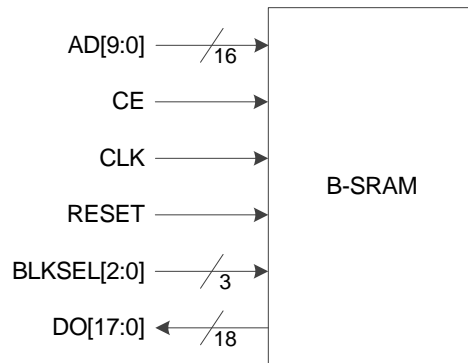 AD[9:0]
16
CE
CLK
B-SRAM
RESET
BLKSEL[2:0]
3
DO[17:0]
18